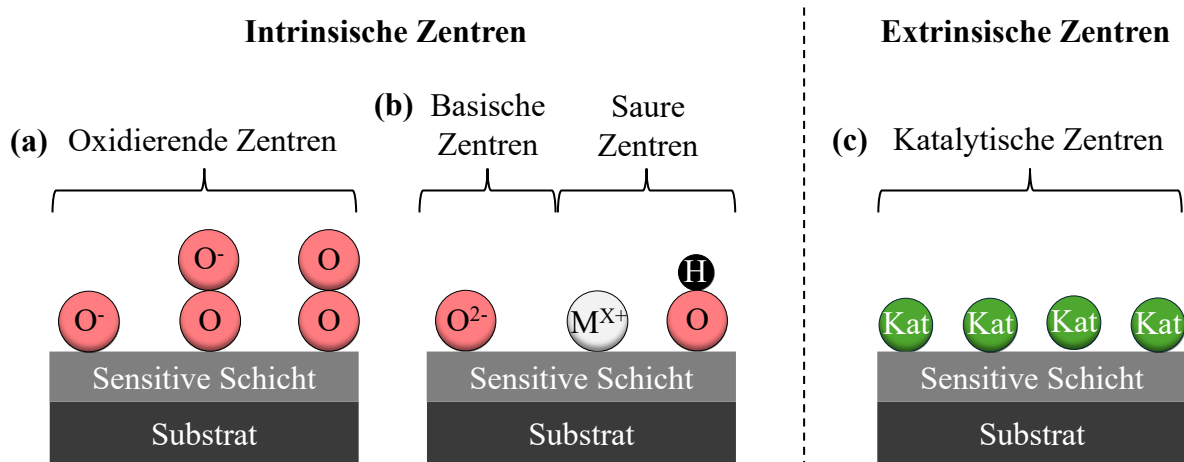 Intrinsische Zentren
Extrinsische Zentren
(a) Oxidierende Zentren
(b) Basische Zentren
Saure Zentren
(c) Katalytische Zentren
O⁻
O⁻
O
O
O
O²⁻
Mˣ⁺
H
O
Kat
Kat
Kat
Kat
Sensitive Schicht
Sensitive Schicht
Sensitive Schicht
Substrat
Substrat
Substrat